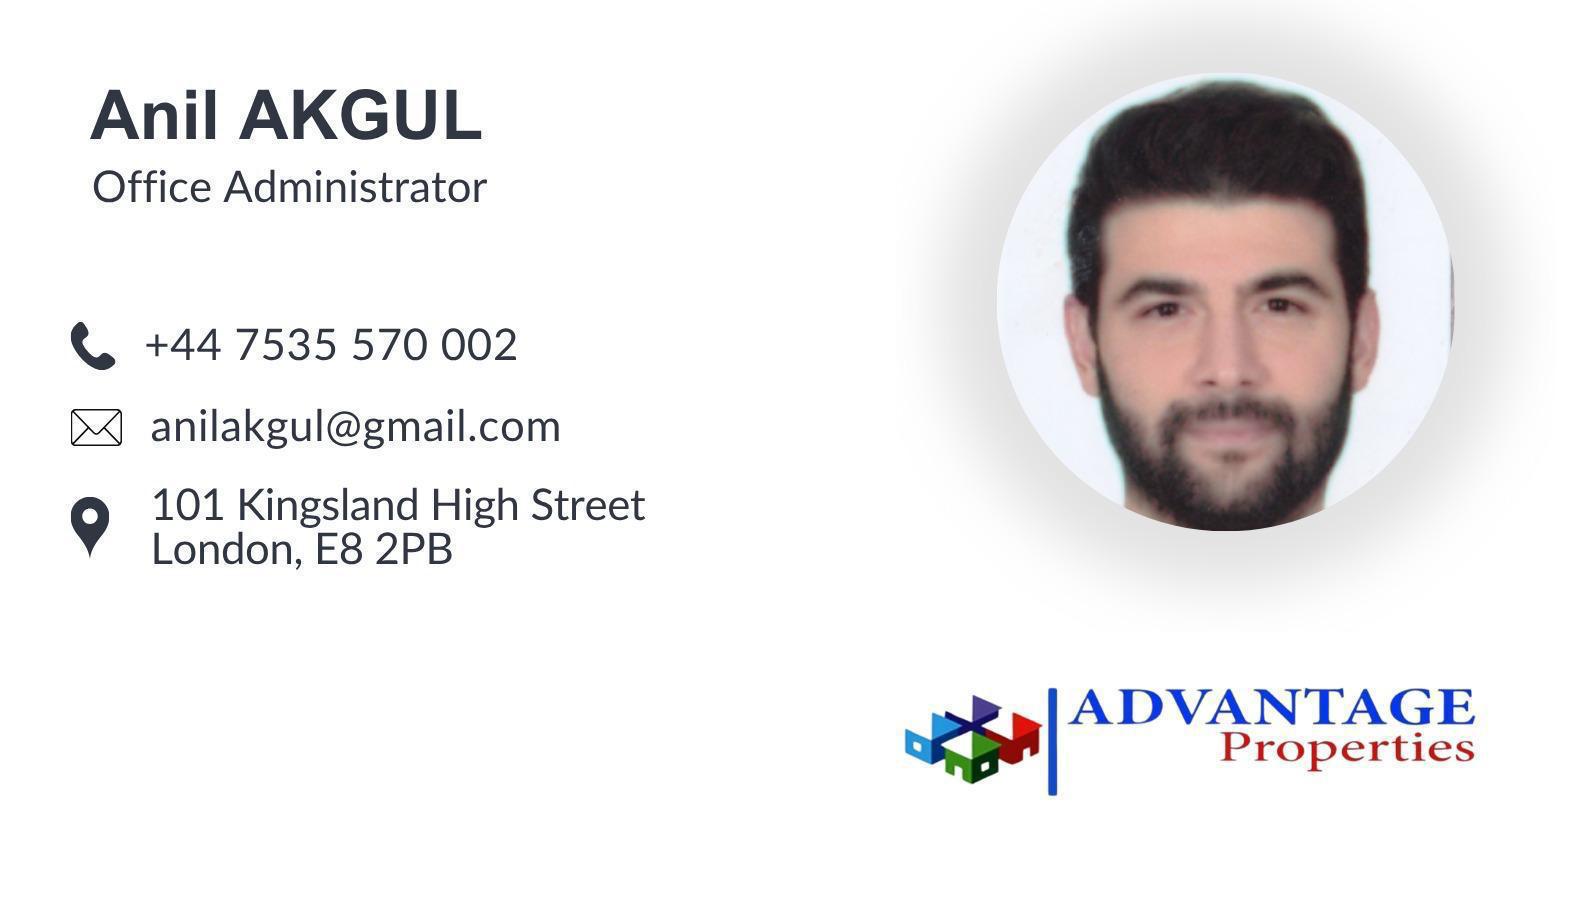 Anil AKGUL
Office Administrator
+44 7535 570 002
anilakgul@gmail.com
101 Kingsland High Street
London, E8 2PB
ADVANTAGE
Properties